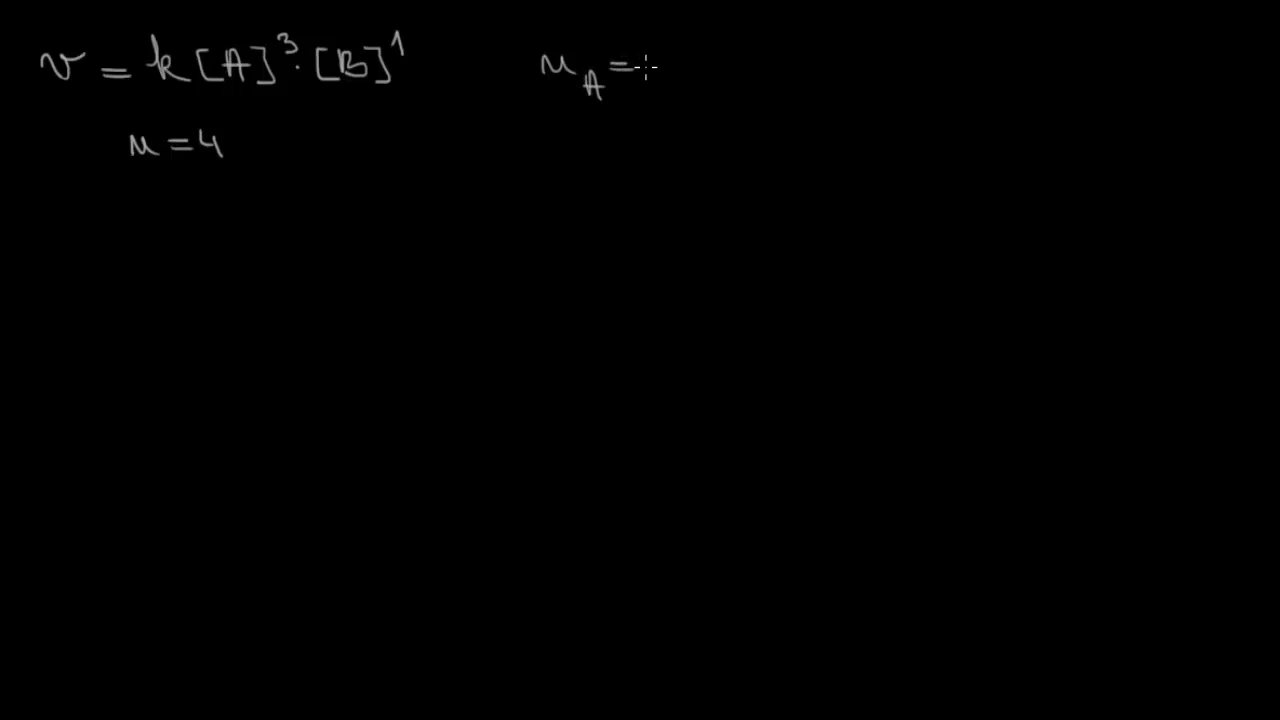 v = k[A]³·[B]¹
n_A =
n = 4